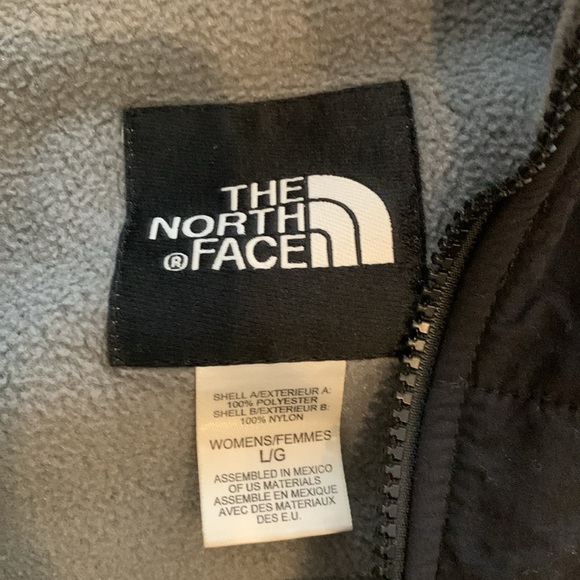 THE
NORTH
®FACE
SHELL A/EXTERIEUR A:
100% POLYESTER
SHELL B/EXTERIEUR B:
100% NYLON
WOMENS/FEMMES
L/G
ASSEMBLED IN MEXICO
OF US MATERIALS
ASSEMBLE EN MEXIQUE
AVEC DES MATERIAUX
DES E.U.